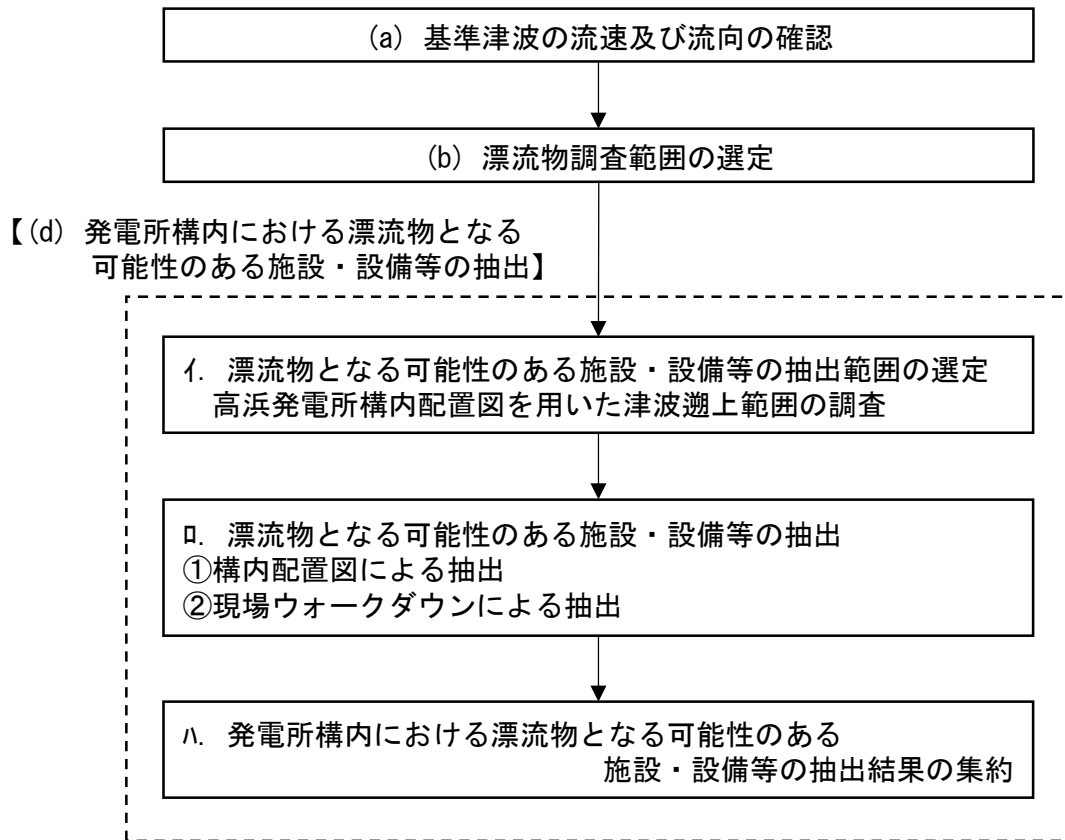 (a) 基準津波の流速及び流向の確認
(b) 漂流物調査範囲の選定
【(d) 発電所構内における漂流物となる
可能性のある施設・設備等の抽出】
ｲ. 漂流物となる可能性のある施設・設備等の抽出範囲の選定
高浜発電所構内配置図を用いた津波遡上範囲の調査
ﾛ. 漂流物となる可能性のある施設・設備等の抽出
①構内配置図による抽出
②現場ウォークダウンによる抽出
ﾊ. 発電所構内における漂流物となる可能性のある
施設・設備等の抽出結果の集約